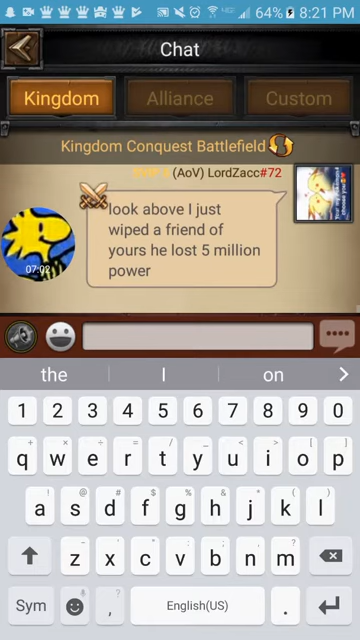 64% 8:21 PM
Chat
Kingdom
Alliance
Custom
Kingdom Conquest Battlefield
(AoV) LordZacc#72
look above I just
wiped a friend of
yours he lost 5 million
power
07:02
the I on
1 2 3 4 5 6 7 8 9 0
q w e r t y u i o p
a s d f g h j k l
z x c v b n m
Sym , English(US) .